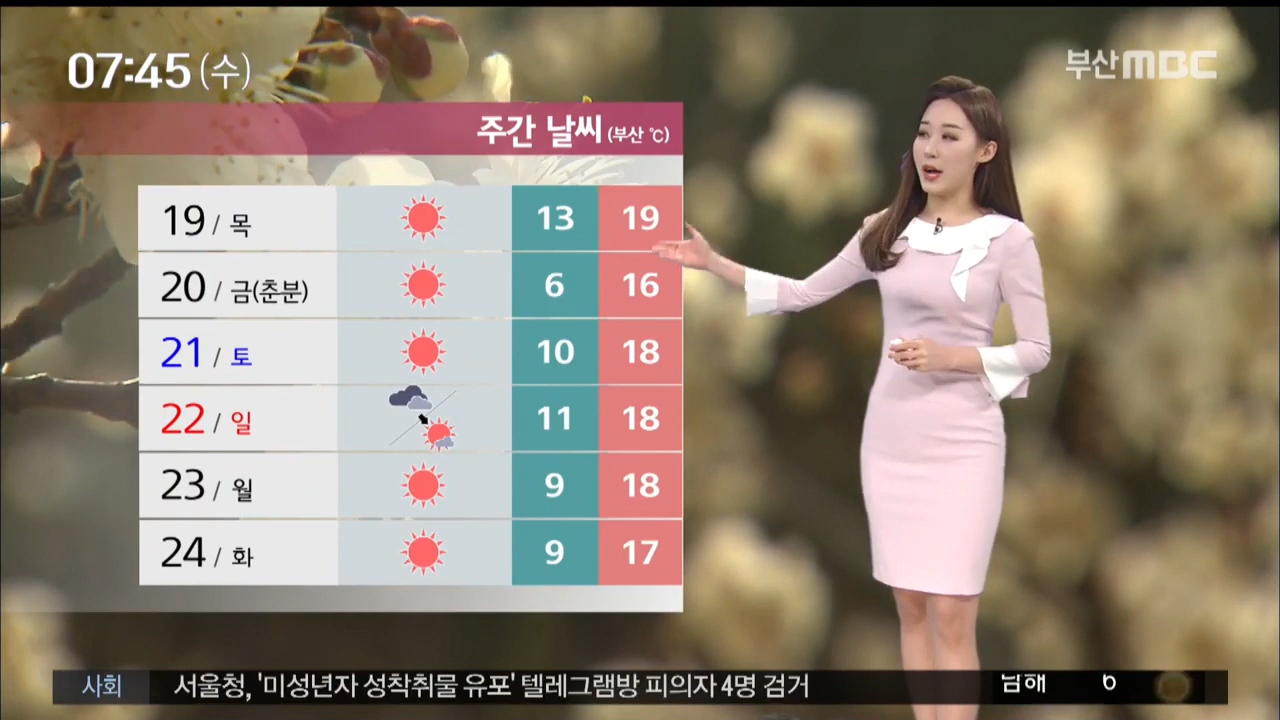 07:45 (수)
부산MBC
주간 날씨 (부산 ℃)
19 / 목 13 19
20 / 금(춘분) 6 16
21 / 토 10 18
22 / 일 11 18
23 / 월 9 18
24 / 화 9 17
사회 서울청, '미성년자 성착취물 유포' 텔레그램방 피의자 4명 검거 남해 6